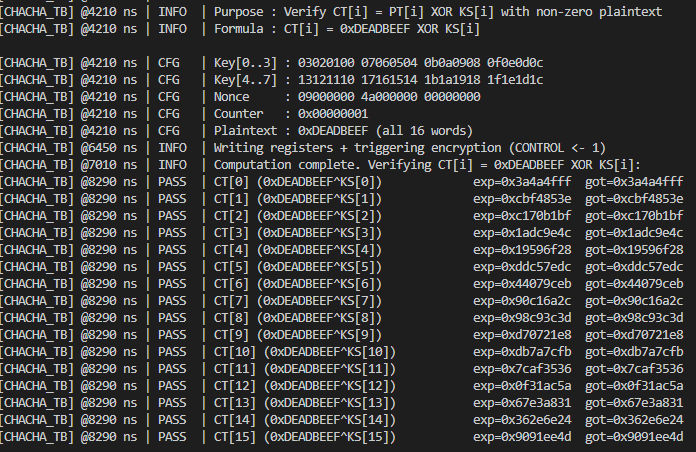 [CHACHA_TB] @4210 ns | INFO | Purpose : Verify CT[i] = PT[i] XOR KS[i] with non-zero plaintext
[CHACHA_TB] @4210 ns | INFO | Formula : CT[i] = 0xDEADBEEF XOR KS[i]
[CHACHA_TB] @4210 ns | CFG | Key[0..3] : 03020100 07060504 0b0a0908 0f0e0d0c
[CHACHA_TB] @4210 ns | CFG | Key[4..7] : 13121110 17161514 1b1a1918 1f1e1d1c
[CHACHA_TB] @4210 ns | CFG | Nonce : 09000000 4a000000 00000000
[CHACHA_TB] @4210 ns | CFG | Counter : 0x00000001
[CHACHA_TB] @4210 ns | CFG | Plaintext : 0xDEADBEEF (all 16 words)
[CHACHA_TB] @6450 ns | INFO | Writing registers + triggering encryption (CONTROL <- 1)
[CHACHA_TB] @7010 ns | INFO | Computation complete. Verifying CT[i] = 0xDEADBEEF XOR KS[i]:
[CHACHA_TB] @8290 ns | PASS | CT[0] (0xDEADBEEF^KS[0]) exp=0x3a4a4fff got=0x3a4a4fff
[CHACHA_TB] @8290 ns | PASS | CT[1] (0xDEADBEEF^KS[1]) exp=0xcbf4853e got=0xcbf4853e
[CHACHA_TB] @8290 ns | PASS | CT[2] (0xDEADBEEF^KS[2]) exp=0xc170b1bf got=0xc170b1bf
[CHACHA_TB] @8290 ns | PASS | CT[3] (0xDEADBEEF^KS[3]) exp=0x1adc9e4c got=0x1adc9e4c
[CHACHA_TB] @8290 ns | PASS | CT[4] (0xDEADBEEF^KS[4]) exp=0x19596f28 got=0x19596f28
[CHACHA_TB] @8290 ns | PASS | CT[5] (0xDEADBEEF^KS[5]) exp=0xddc57edc got=0xddc57edc
[CHACHA_TB] @8290 ns | PASS | CT[6] (0xDEADBEEF^KS[6]) exp=0x44079ceb got=0x44079ceb
[CHACHA_TB] @8290 ns | PASS | CT[7] (0xDEADBEEF^KS[7]) exp=0x90c16a2c got=0x90c16a2c
[CHACHA_TB] @8290 ns | PASS | CT[8] (0xDEADBEEF^KS[8]) exp=0x98c93c3d got=0x98c93c3d
[CHACHA_TB] @8290 ns | PASS | CT[9] (0xDEADBEEF^KS[9]) exp=0xd70721e8 got=0xd70721e8
[CHACHA_TB] @8290 ns | PASS | CT[10] (0xDEADBEEF^KS[10]) exp=0xdb7a7cfb got=0xdb7a7cfb
[CHACHA_TB] @8290 ns | PASS | CT[11] (0xDEADBEEF^KS[11]) exp=0x7caf3536 got=0x7caf3536
[CHACHA_TB] @8290 ns | PASS | CT[12] (0xDEADBEEF^KS[12]) exp=0x0f31ac5a got=0x0f31ac5a
[CHACHA_TB] @8290 ns | PASS | CT[13] (0xDEADBEEF^KS[13]) exp=0x67e3a831 got=0x67e3a831
[CHACHA_TB] @8290 ns | PASS | CT[14] (0xDEADBEEF^KS[14]) exp=0x362e6e24 got=0x362e6e24
[CHACHA_TB] @8290 ns | PASS | CT[15] (0xDEADBEEF^KS[15]) exp=0x9091ee4d got=0x9091ee4d